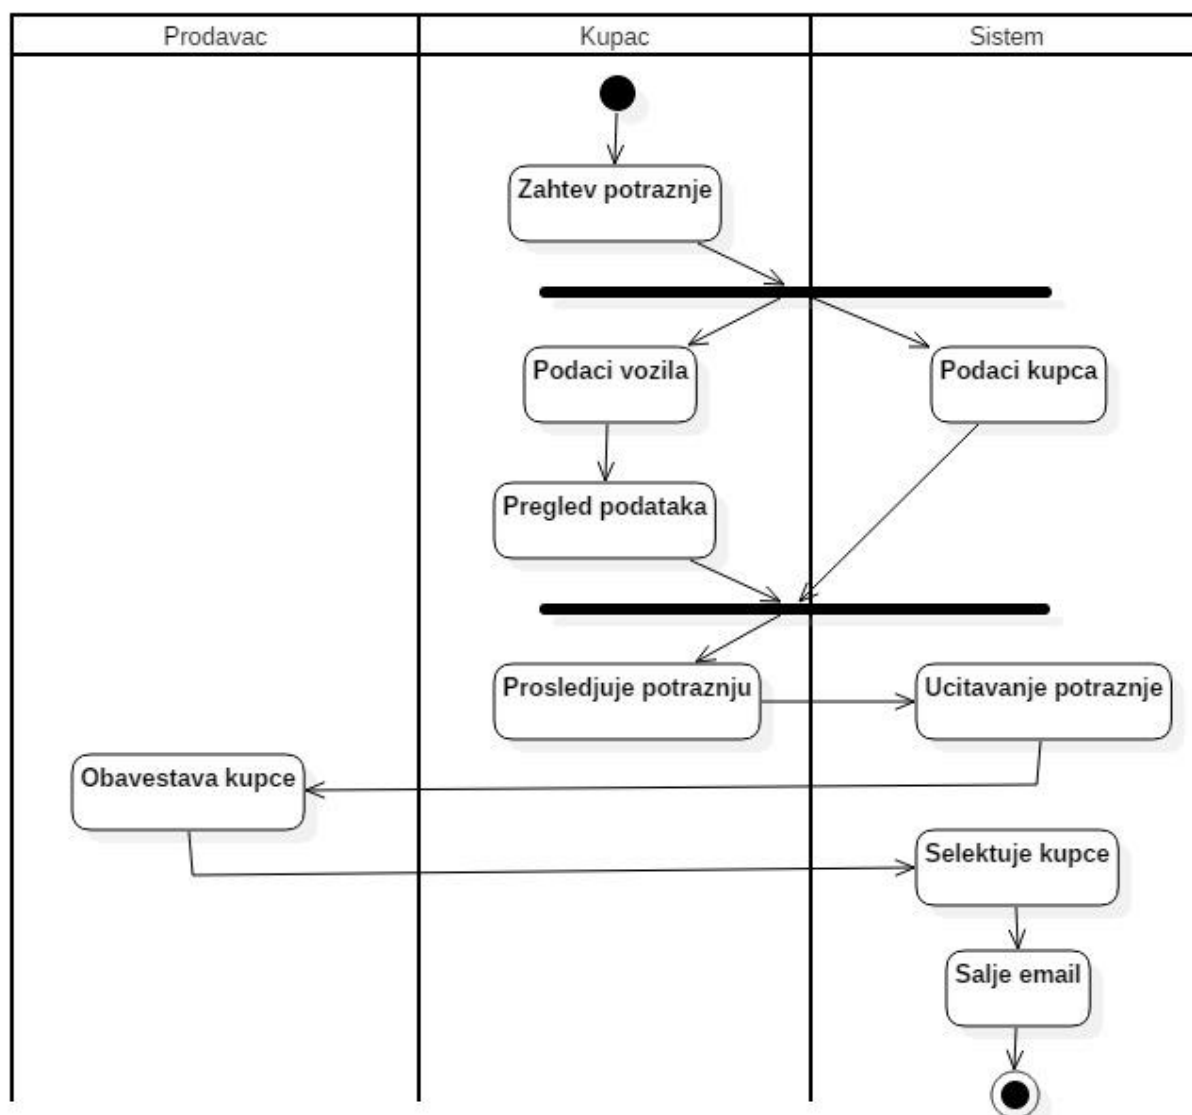 Prodavac
Kupac
Sistem
Zahtev potraznje
Podaci vozila
Podaci kupca
Pregled podataka
Prosledjuje potraznju
Ucitavanje potraznje
Obavestava kupce
Selektuje kupce
Salje email